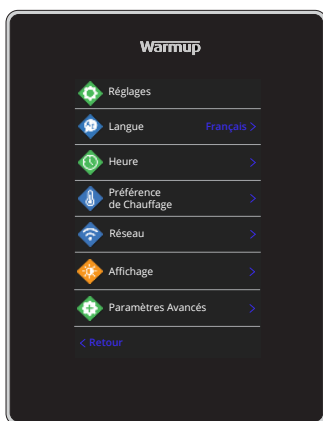 Warmup
Réglages
Langue Français >
Heure >
Préférence
de Chauffage >
Réseau >
Affichage >
Paramètres Avancés >
< Retour